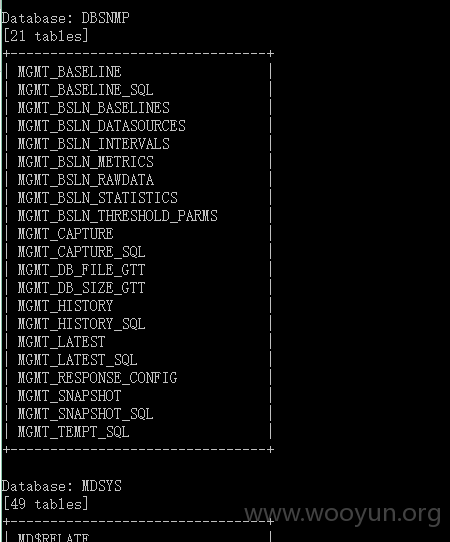 Database: DBSNMP
[21 tables]
+--------------------------------+
| MGMT_BASELINE |
| MGMT_BASELINE_SQL |
| MGMT_BSLN_BASELINES |
| MGMT_BSLN_DATASOURCES |
| MGMT_BSLN_INTERVALS |
| MGMT_BSLN_METRICS |
| MGMT_BSLN_RAWDATA |
| MGMT_BSLN_STATISTICS |
| MGMT_BSLN_THRESHOLD_PARMS |
| MGMT_CAPTURE |
| MGMT_CAPTURE_SQL |
| MGMT_DB_FILE_GTT |
| MGMT_DB_SIZE_GTT |
| MGMT_HISTORY |
| MGMT_HISTORY_SQL |
| MGMT_LATEST |
| MGMT_LATEST_SQL |
| MGMT_RESPONSE_CONFIG |
| MGMT_SNAPSHOT |
| MGMT_SNAPSHOT_SQL |
| MGMT_TEMPT_SQL |
+--------------------------------+
Database: MDSYS
[49 tables]
www.wooyun.org
+--------------------------------+
| MD$RELATE |